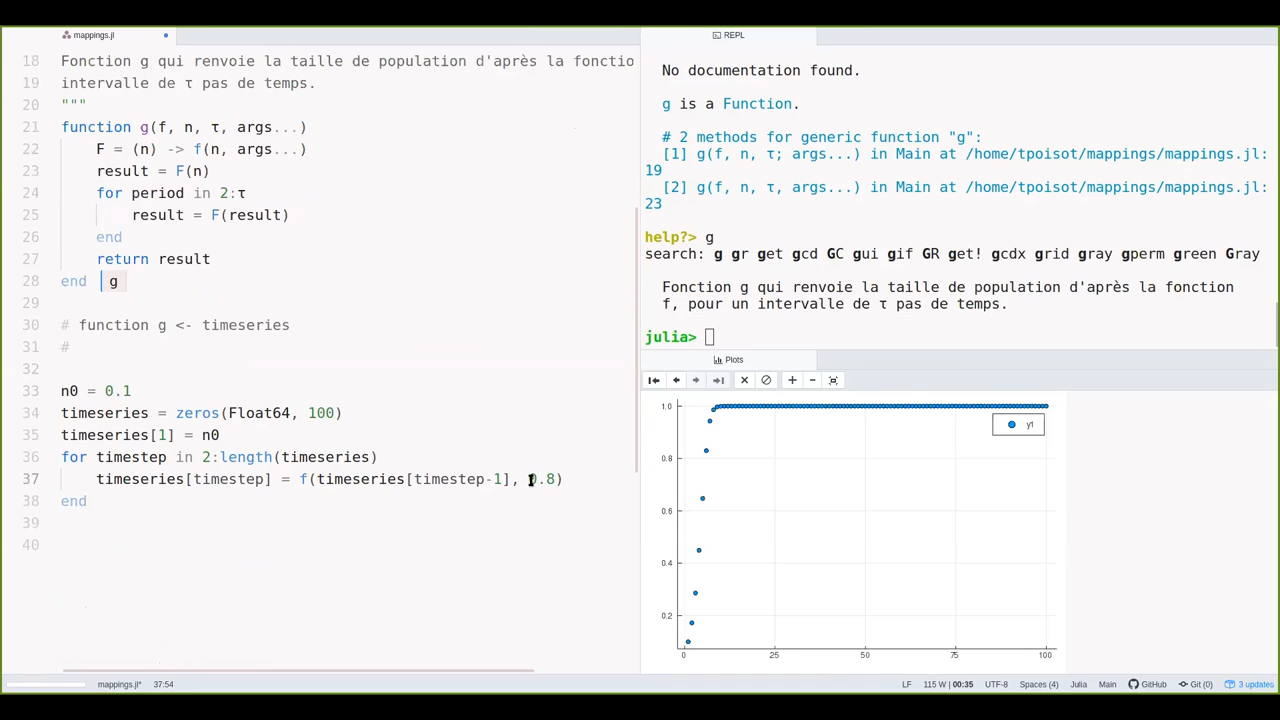 mappings.jl
18 Fonction g qui renvoie la taille de population d'après la fonctio
19 intervalle de τ pas de temps.
20 """
21 function g(f, n, τ, args...)
22 F = (n) -> f(n, args...)
23 result = F(n)
24 for period in 2:τ
25 result = F(result)
26 end
27 return result
28 end g
29
30 # function g <- timeseries
31 #
32
33 n0 = 0.1
34 timeseries = zeros(Float64, 100)
35 timeseries[1] = n0
36 for timestep in 2:length(timeseries)
37 timeseries[timestep] = f(timeseries[timestep-1], 0.8)
38 end
39
40
REPL
No documentation found.
g is a Function.
# 2 methods for generic function "g":
[1] g(f, n, τ; args...) in Main at /home/tpoisot/mappings/mappings.jl:
19
[2] g(f, n, τ, args...) in Main at /home/tpoisot/mappings/mappings.jl:
23
help?> g
search: g gr get gcd GC gui gif GR get! gcdx grid gray gperm green Gray
Fonction g qui renvoie la taille de population d'après la fonction
f, pour un intervalle de τ pas de temps.
julia>
Plots
1.0
y1
0.8
0.6
0.4
0.2
0 25 50 75 100
mappings.jl* 37:54 LF 115 W | 00:35 UTF-8 Spaces (4) Julia Main GitHub Git (0) 3 updates